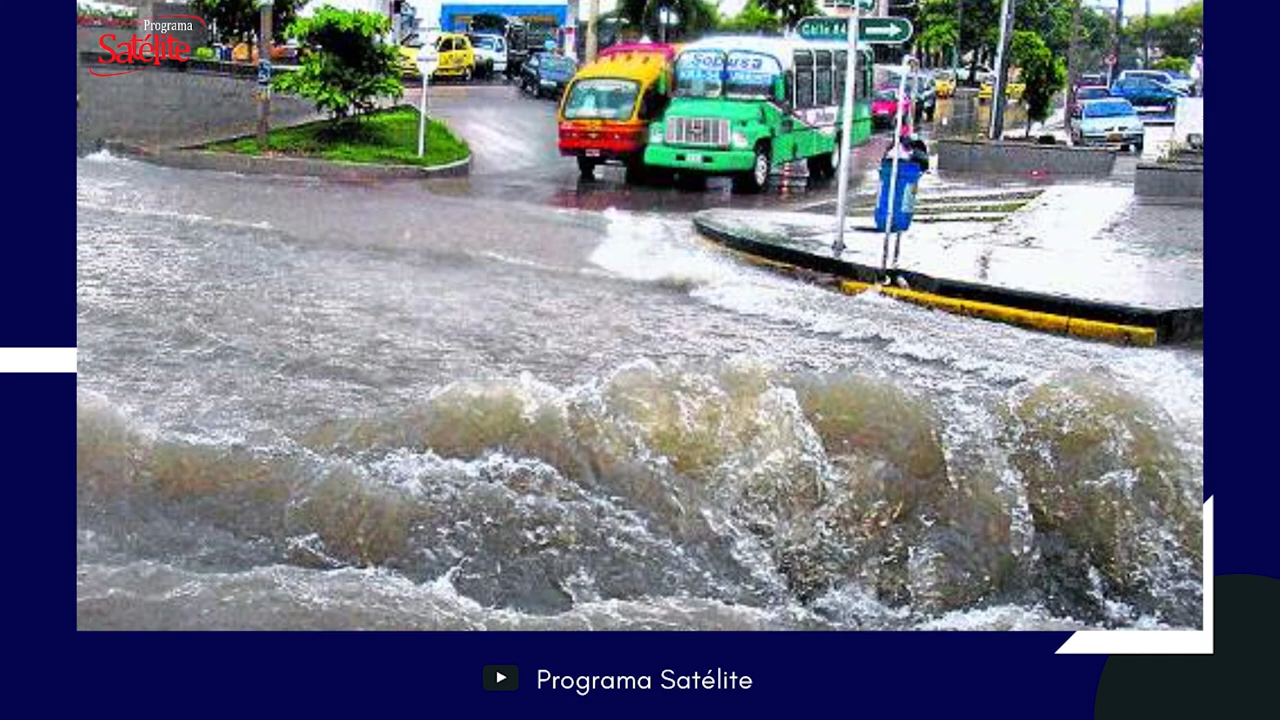 Programa
Satélite
Calle 84
Sobusa
Programa Satélite